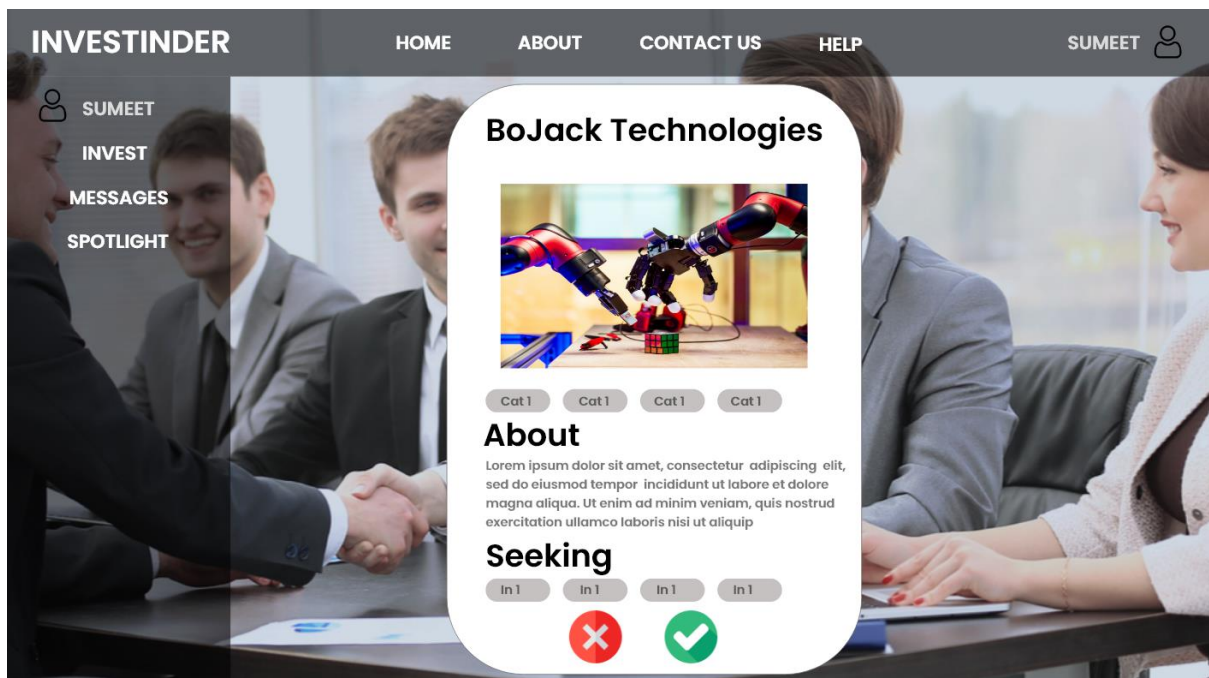 INVESTINDER
HOME ABOUT CONTACT US HELP
SUMEET
SUMEET
INVEST
MESSAGES
SPOTLIGHT
BoJack Technologies
Cat 1 Cat 1 Cat 1 Cat 1
About
Lorem ipsum dolor sit amet, consectetur adipiscing elit,
sed do eiusmod tempor incididunt ut labore et dolore
magna aliqua. Ut enim ad minim veniam, quis nostrud
exercitation ullamco laboris nisi ut aliquip
Seeking
In 1 In 1 In 1 In 1